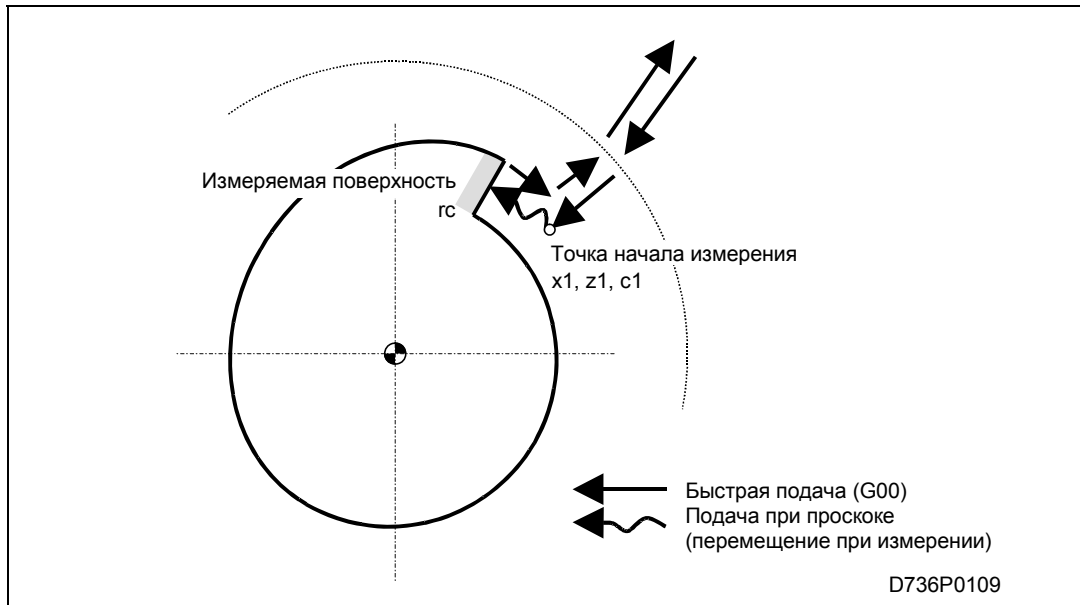 Измеряемая поверхность
rc
Точка начала измерения
x1, z1, c1
Быстрая подача (G00)
Подача при проскоке
(перемещение при измерении)
D736P0109